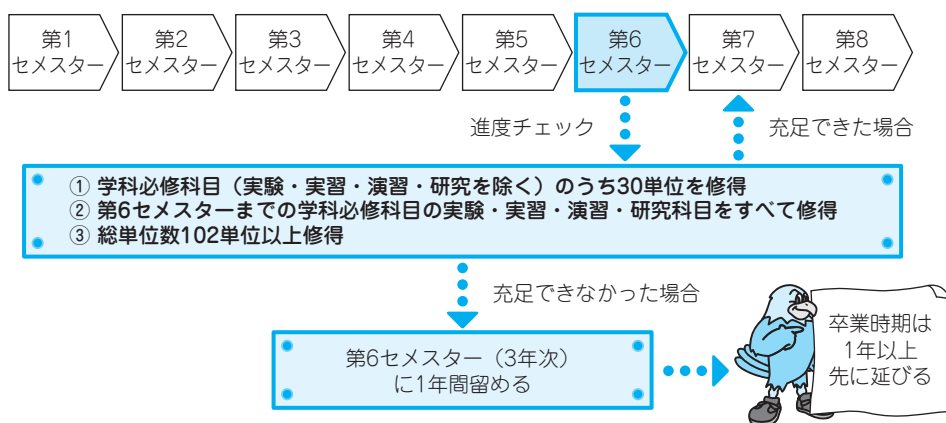 第1
セメスター
第2
セメスター
第3
セメスター
第4
セメスター
第5
セメスター
第6
セメスター
第7
セメスター
第8
セメスター
進度チェック
充足できた場合
① 学科必修科目（実験・実習・演習・研究を除く）のうち30単位を修得
② 第6セメスターまでの学科必修科目の実験・実習・演習・研究科目をすべて修得
③ 総単位数102単位以上修得
充足できなかった場合
第6セメスター（3年次）
に1年間留める
卒業時期は
1年以上
先に延びる